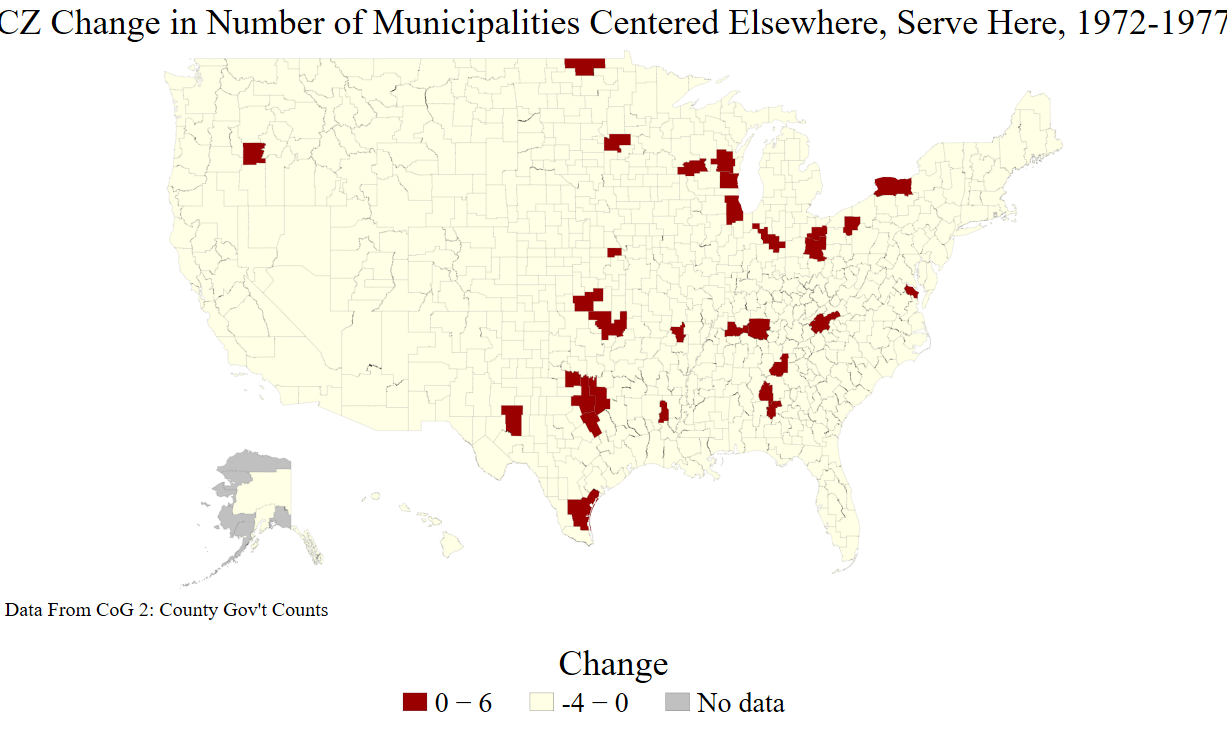 CZ Change in Number of Municipalities Centered Elsewhere, Serve Here, 1972-1977
Data From CoG 2: County Gov't Counts
Change
0 − 6
-4 − 0
No data